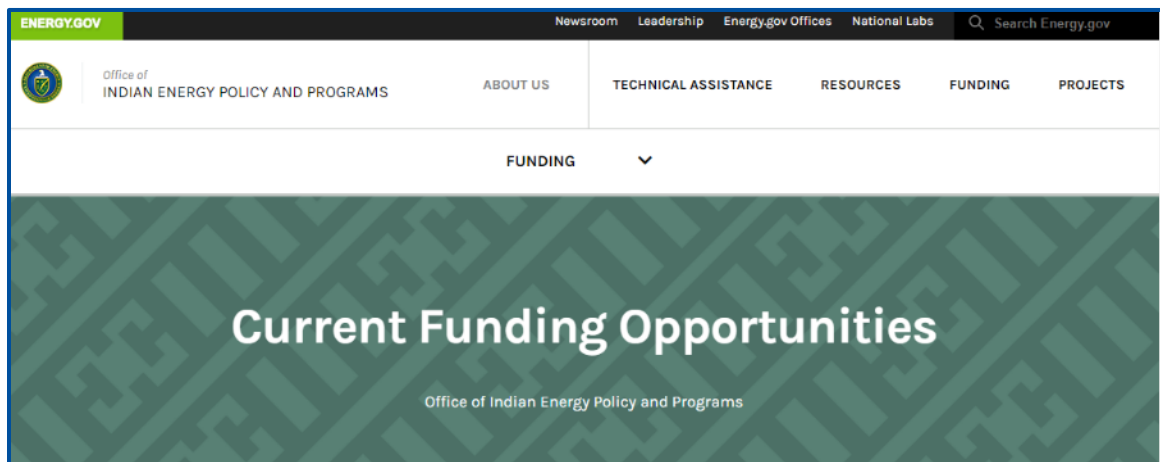 ENERGY.GOV Newsroom Leadership Energy.gov Offices National Labs Search Energy.gov
Office of
INDIAN ENERGY POLICY AND PROGRAMS ABOUT US TECHNICAL ASSISTANCE RESOURCES FUNDING PROJECTS
FUNDING
Current Funding Opportunities
Office of Indian Energy Policy and Programs